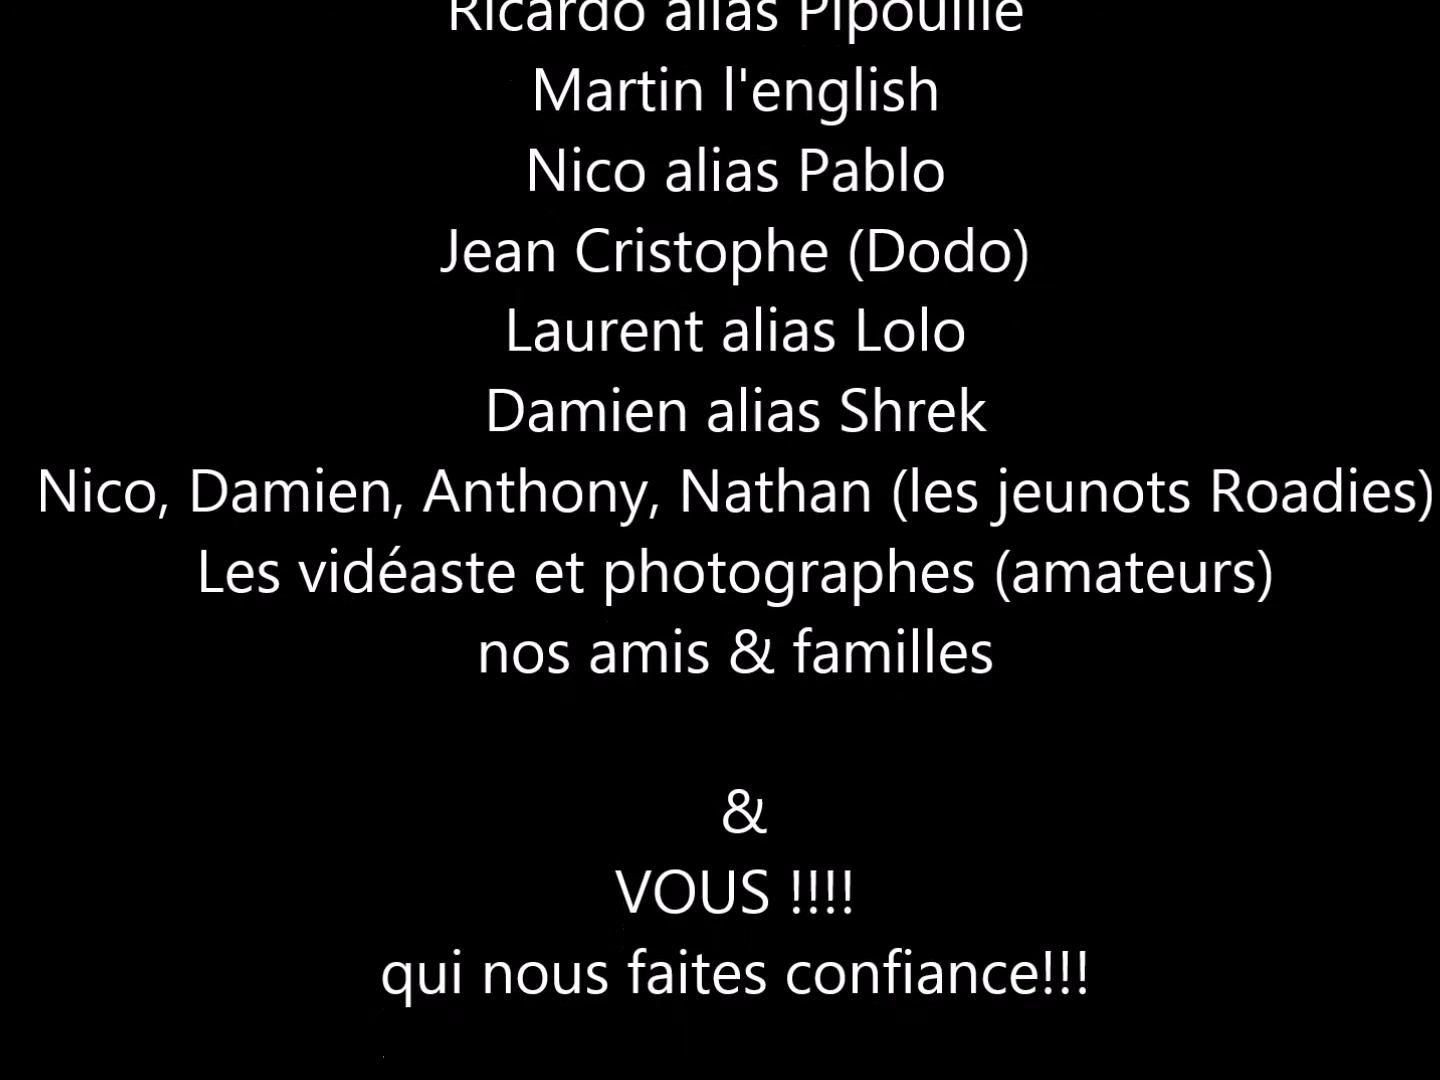 Ricardo alias Pipouille
Martin l'english
Nico alias Pablo
Jean Cristophe (Dodo)
Laurent alias Lolo
Damien alias Shrek
Nico, Damien, Anthony, Nathan (les jeunots Roadies)
Les vidéaste et photographes (amateurs)
nos amis & familles
&
VOUS !!!!
qui nous faites confiance!!!